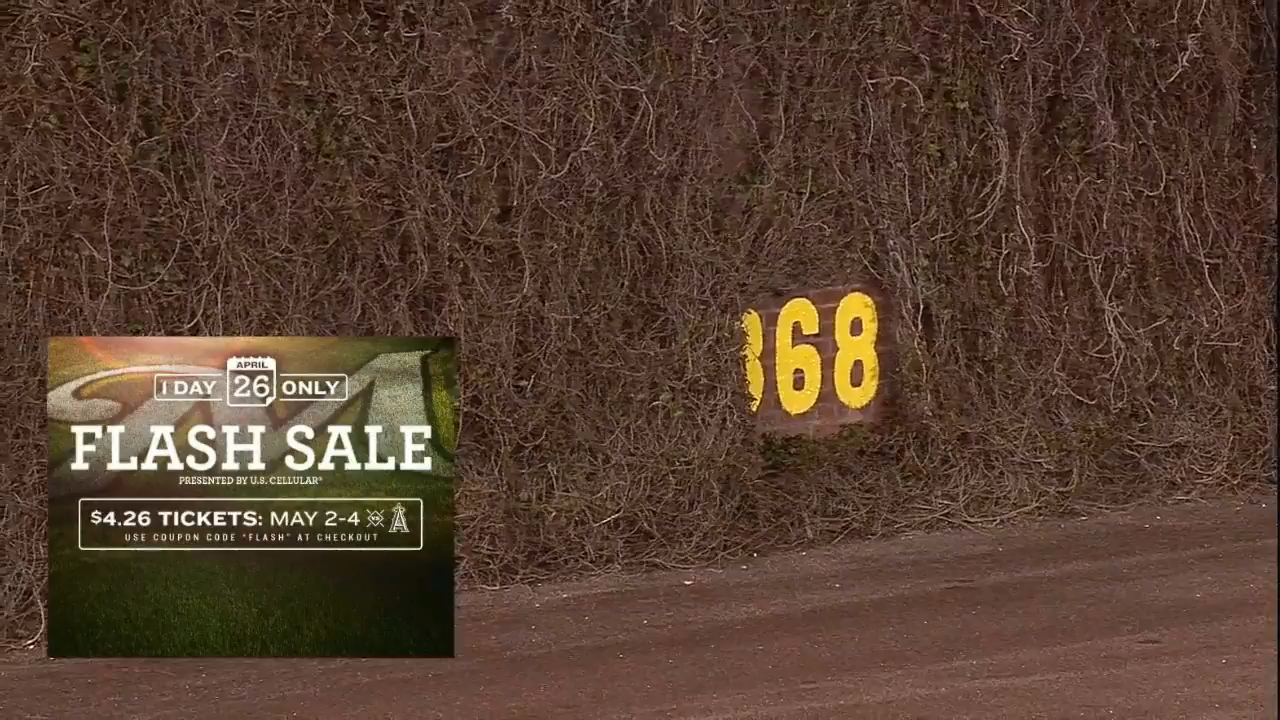 APRIL
1 DAY 26 ONLY
FLASH SALE
PRESENTED BY U.S. CELLULAR®
$4.26 TICKETS: MAY 2-4 VS A
USE COUPON CODE "FLASH" AT CHECKOUT
368